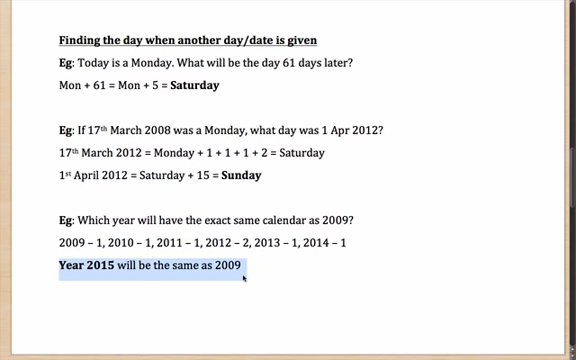 Finding the day when another day/date is given
Eg: Today is a Monday. What will be the day 61 days later?
Mon + 61 = Mon + 5 = Saturday
Eg: If 17th March 2008 was a Monday, what day was 1 Apr 2012?
17th March 2012 = Monday + 1 + 1 + 1 + 2 = Saturday
1st April 2012 = Saturday + 15 = Sunday
Eg: Which year will have the exact same calendar as 2009?
2009 – 1, 2010 – 1, 2011 – 1, 2012 – 2, 2013 – 1, 2014 – 1
Year 2015 will be the same as 2009